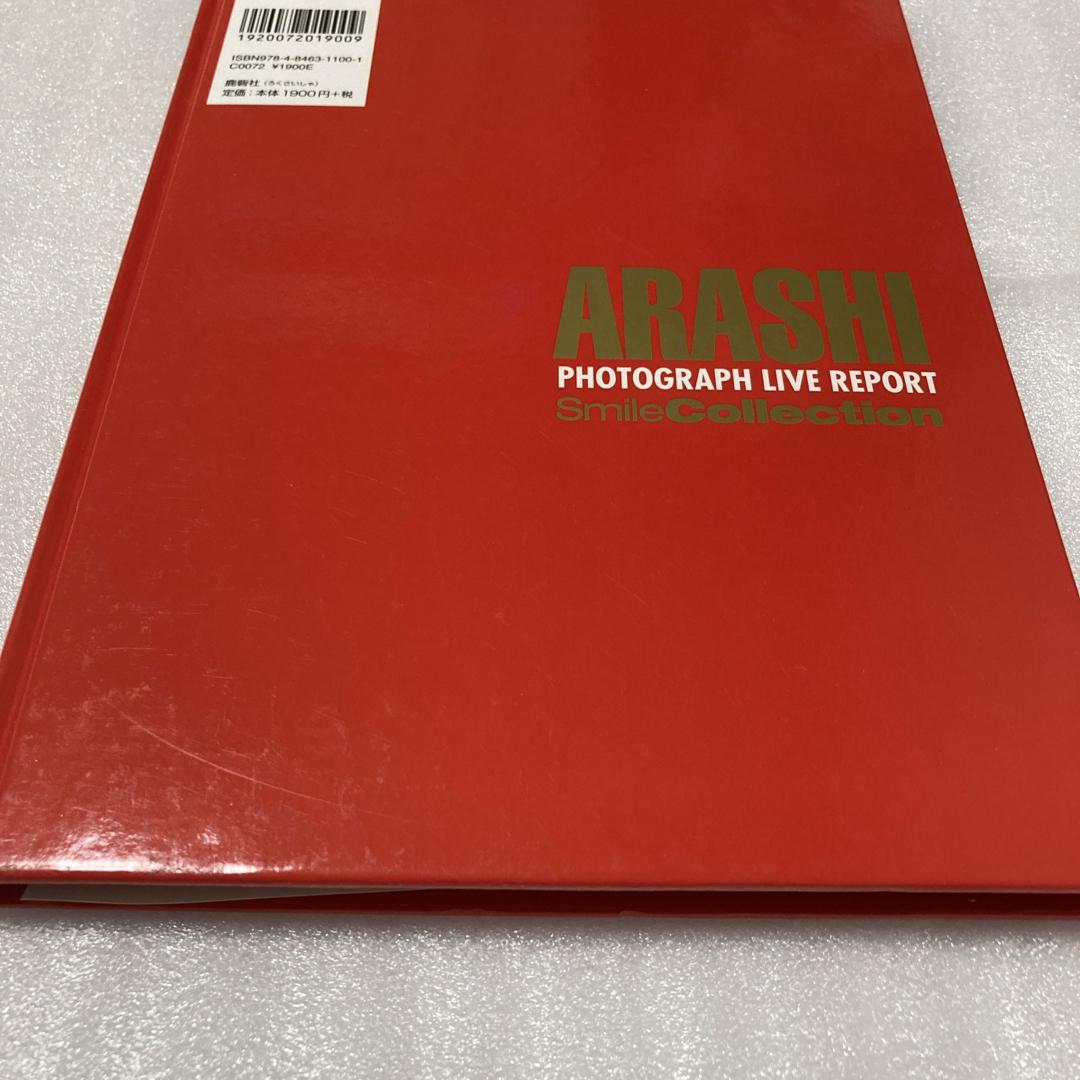 1920072019009
ISBN978-4-8463-1100-1
C0072 ¥1900E
鹿砦社（ろくさいしゃ）
定価：本体1900円+税
ARASHI
PHOTOGRAPH LIVE REPORT
SmileCollection